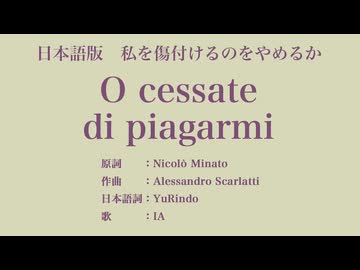 日本語版　私を傷付けるのをやめるか
O cessate
di piagarmi
原詞　　：Nicolò Minato
作曲　　：Alessandro Scarlatti
日本語詞：YuRindo
歌　　　：IA